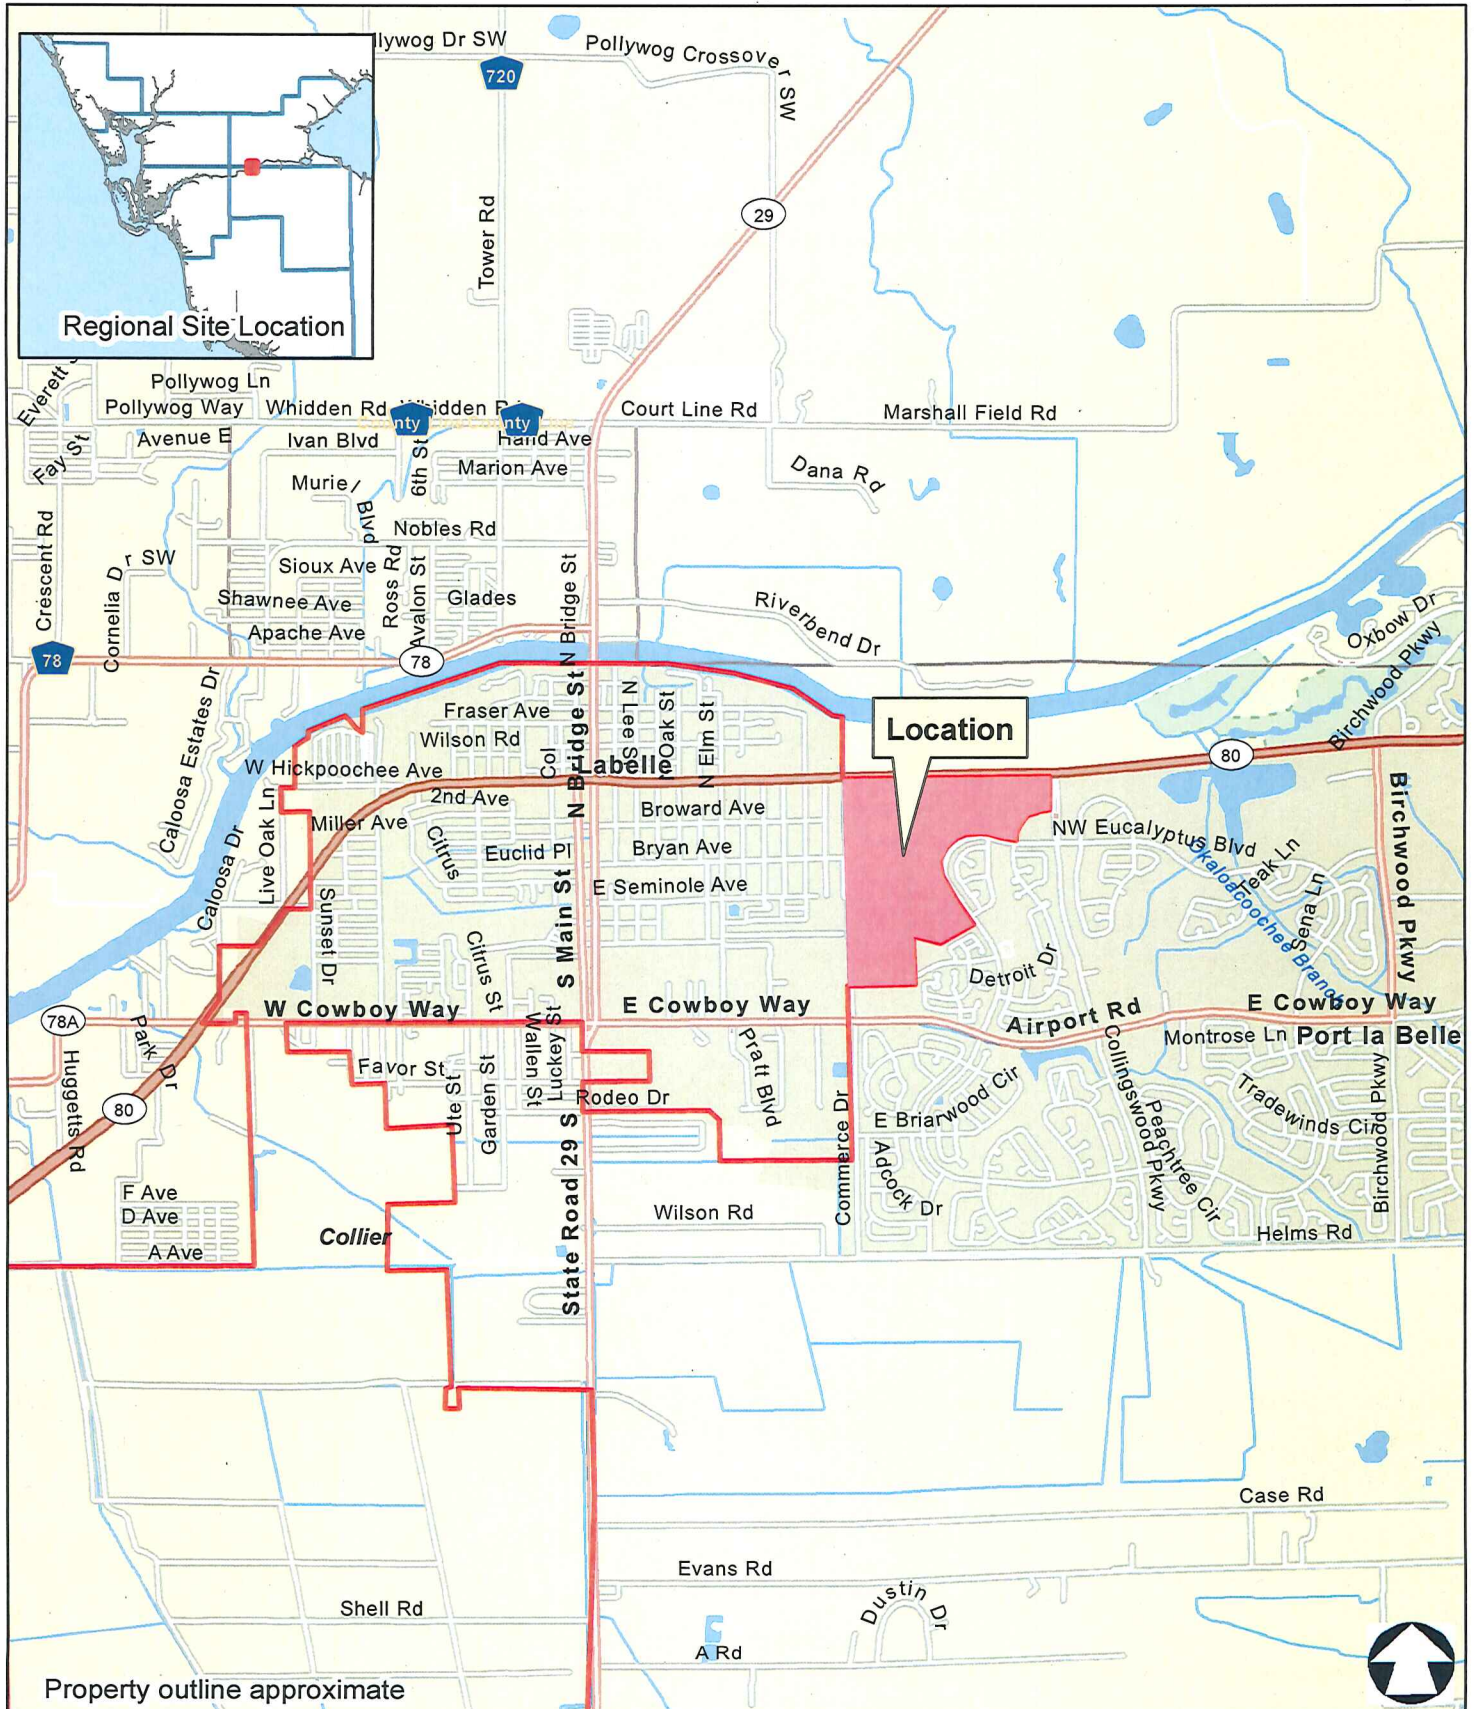 llywog Dr SW
Pollywog Crossover SW
720
29
Tower Rd
Regional Site Location
Everett
Pollywog Ln
Pollywog Way
Whidden Rd
Whidden R
Court Line Rd
Marshall Field Rd
Fay St
Avenue E
Ivan Blvd
6th St
Hand Ave
Marion Ave
Murie/ Blvd
Dana Rd
Nobles Rd
Crescent Rd
Cornelia Dr SW
Sioux Ave
Ross Rd
Avalon St
Shawnee Ave
Glades
Apache Ave
N Bridge St
Riverbend Dr
Oxbow Dr
78
78
Birchwood Pkwy
Caloosa Estates Dr
Fraser Ave
Wilson Rd
Col
N Bridge St
N Lee St
N Oak St
N Elm St
Location
80
W Hickpoochee Ave
Labelle
2nd Ave
Broward Ave
Live Oak Ln
Miller Ave
Citrus
Euclid Pl
Bryan Ave
NW Eucalyptus Blvd
Teak Ln
Okaloacoochee Branch
Birchwood Pkwy
Caloosa Dr
E Seminole Ave
Sena Ln
Sunset Dr
Citrus St
S Main St
Detroit Dr
78A
W Cowboy Way
E Cowboy Way
Airport Rd
E Cowboy Way
Montrose Ln
Port la Belle
Park Dr
Huggetts Rd
Favor St
Ute St
Garden St
Wallen St
Luckey St
Pratt Blvd
Collingswood Pkwy
80
Rodeo Dr
Commerce Dr
E Briarwood Cir
Peachtree Cir
Tradewinds Cir
Birchwood Pkwy
Adcock Dr
F Ave
D Ave
A Ave
Collier
State Road 29 S
Wilson Rd
Helms Rd
Case Rd
Evans Rd
Shell Rd
Dustin Dr
A Rd
Property outline approximate